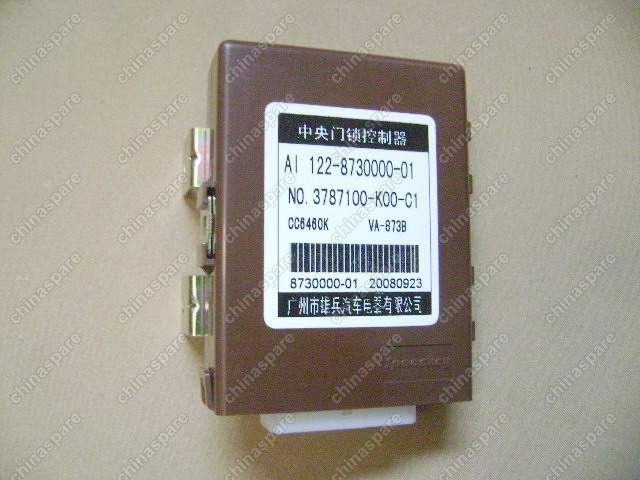 中央门锁控制器
AI 122-8730000-01
NO. 3787100-K00-C1
CC6460K VA-873B
8730000-01 20080923
广州市雄兵汽车电器有限公司
chinaspare